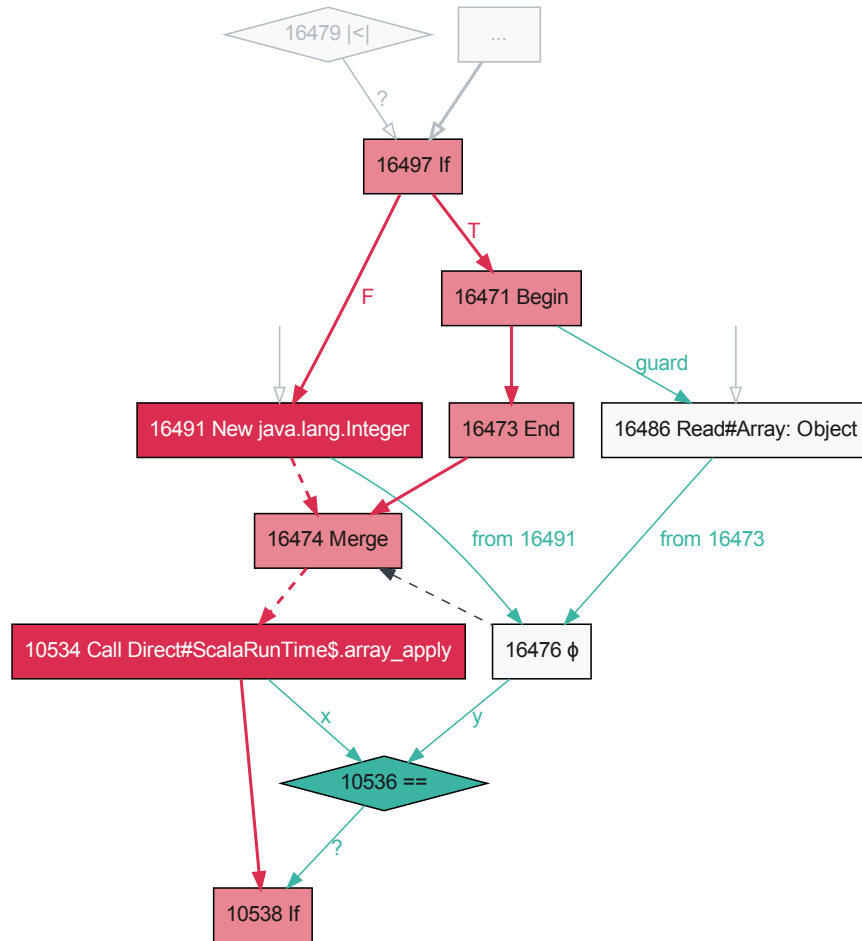 16479 |<|
...
?
16497 If
T
F
16471 Begin
guard
16491 New java.lang.Integer
16473 End
16486 Read#Array: Object
16474 Merge
from 16491
from 16473
10534 Call Direct#ScalaRunTime$.array_apply
16476 ϕ
x
y
10536 ==
?
10538 If